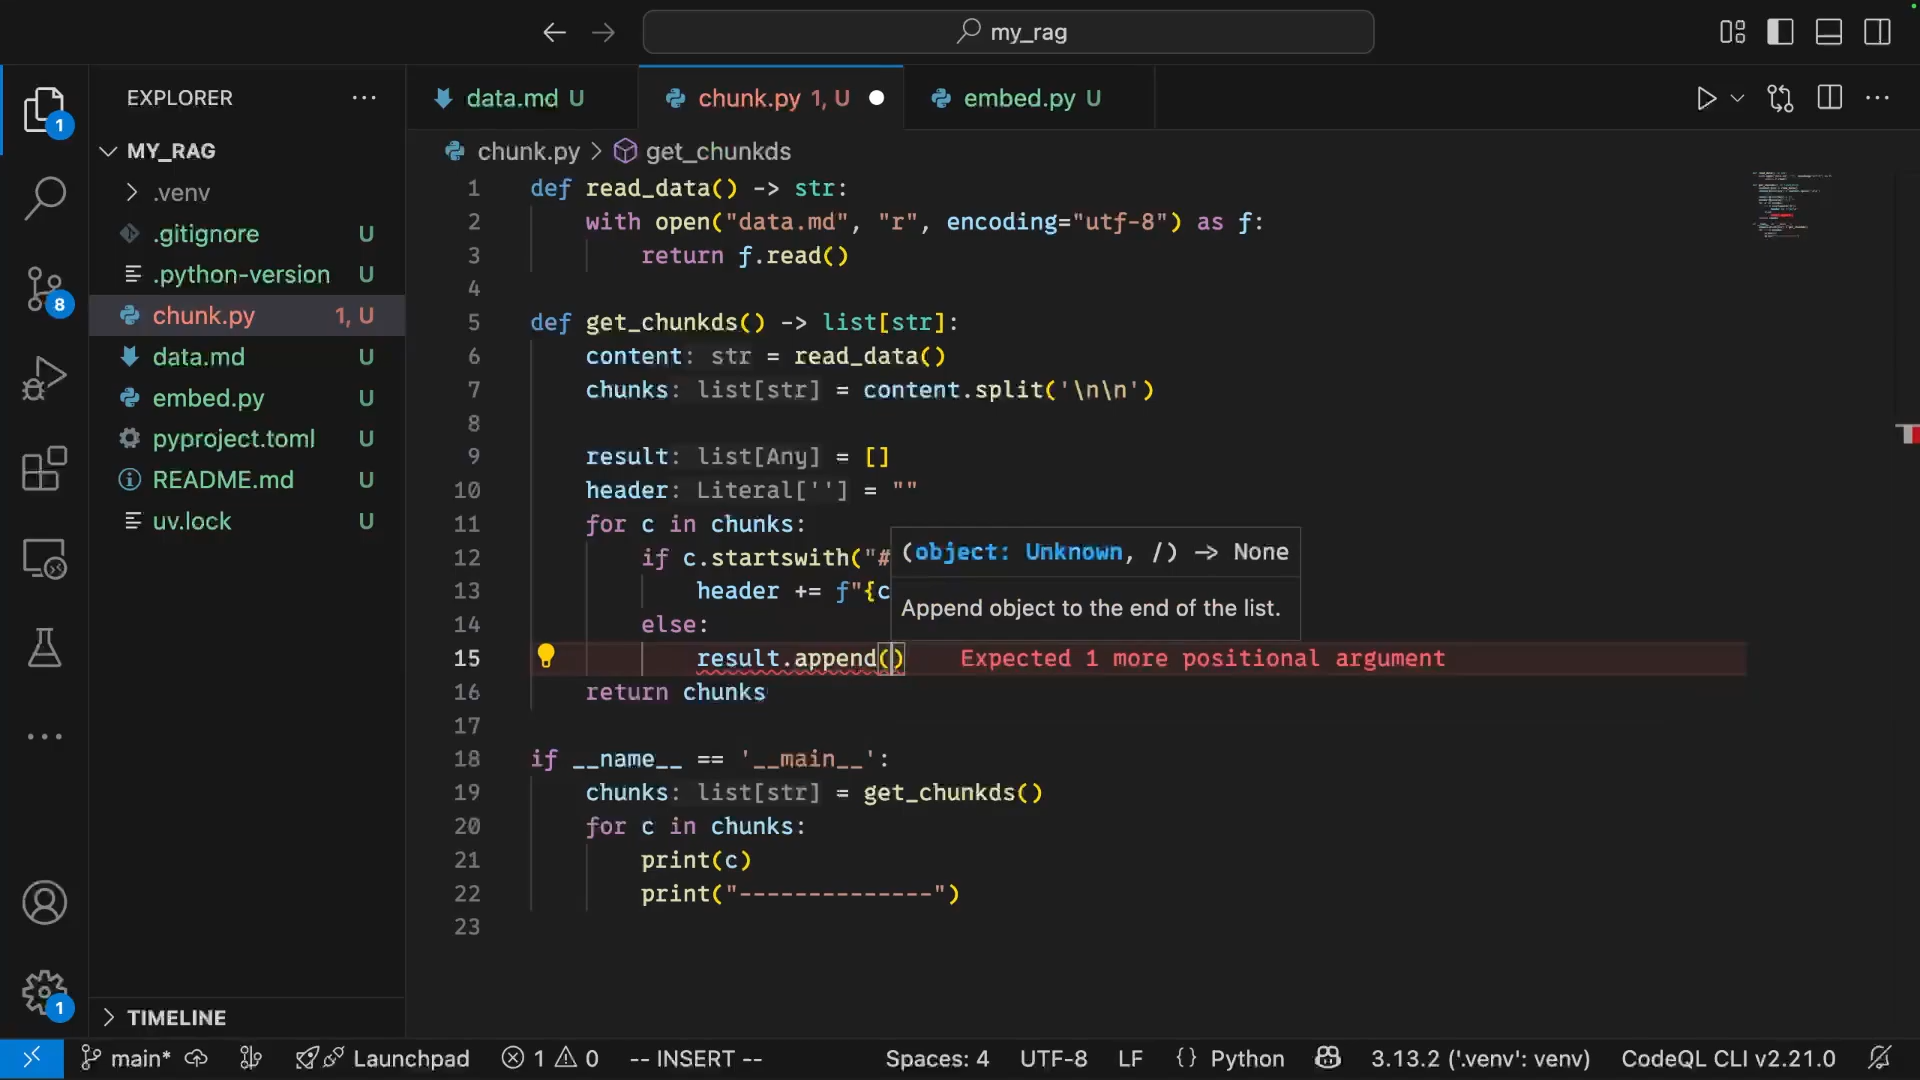 my_rag
EXPLORER
MY_RAG
.venv
.gitignore U
.python-version U
chunk.py 1, U
data.md U
embed.py U
pyproject.toml U
README.md U
uv.lock U
TIMELINE
1
8
1
data.md U
chunk.py 1, U
embed.py U
chunk.py > get_chunkds
1 def read_data() -> str:
2 with open("data.md", "r", encoding="utf-8") as f:
3 return f.read()
4
5 def get_chunkds() -> list[str]:
6 content: str = read_data()
7 chunks: list[str] = content.split('\n\n')
8
9 result: list[Any] = []
10 header: Literal[''] = ""
11 for c in chunks:
12 if c.startswith("#
13 header += f"{c
14 else:
15 result.append() Expected 1 more positional argument
16 return chunks
17
18 if __name__ == '__main__':
19 chunks: list[str] = get_chunkds()
20 for c in chunks:
21 print(c)
22 print("--------------")
23
(object: Unknown, /) -> None
Append object to the end of the list.
main* Launchpad 1 0 -- INSERT -- Spaces: 4 UTF-8 LF {} Python 3.13.2 ('.venv': venv) CodeQL CLI v2.21.0